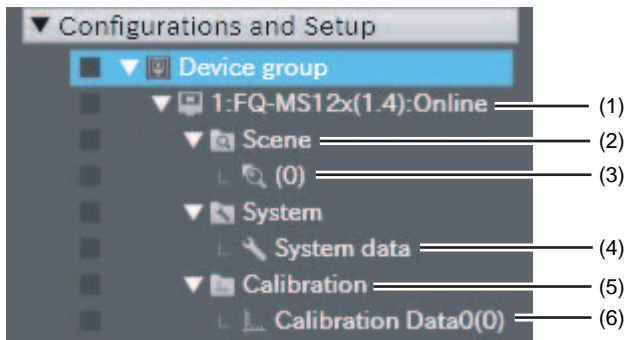 Configurations and Setup
Device group
1:FQ-MS12x(1.4):Online (1)
Scene (2)
(0) (3)
System
System data (4)
Calibration (5)
Calibration Data0(0) (6)